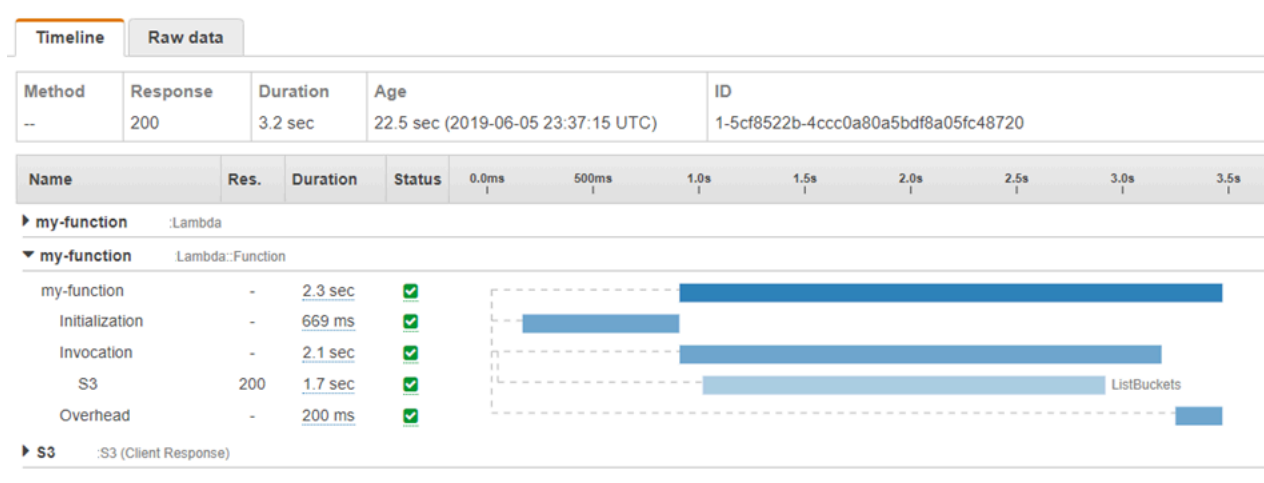 Timeline Raw data
Method Response Duration Age ID
-- 200 3.2 sec 22.5 sec (2019-06-05 23:37:15 UTC) 1-5cf8522b-4ccc0a80a5bdf8a05fc48720
Name Res. Duration Status 0.0ms 500ms 1.0s 1.5s 2.0s 2.5s 3.0s 3.5s
my-function :Lambda
my-function :Lambda::Function
my-function - 2.3 sec
Initialization - 669 ms
Invocation - 2.1 sec
S3 200 1.7 sec ListBuckets
Overhead - 200 ms
S3 :S3 (Client Response)